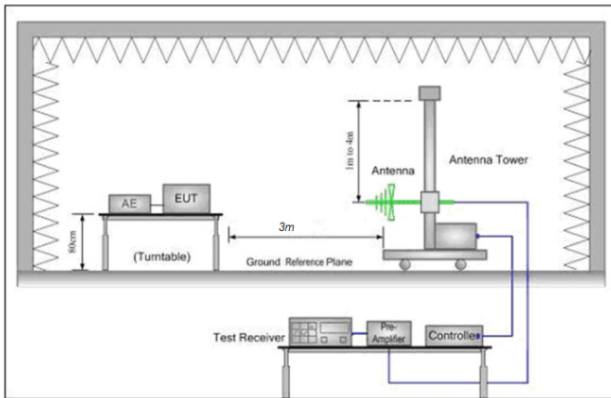 1m to 4m
Antenna
Antenna Tower
AE
EUT
80cm
(Turntable)
3m
Ground Reference Plane
Test Receiver
Pre-
Amplifier
Controller